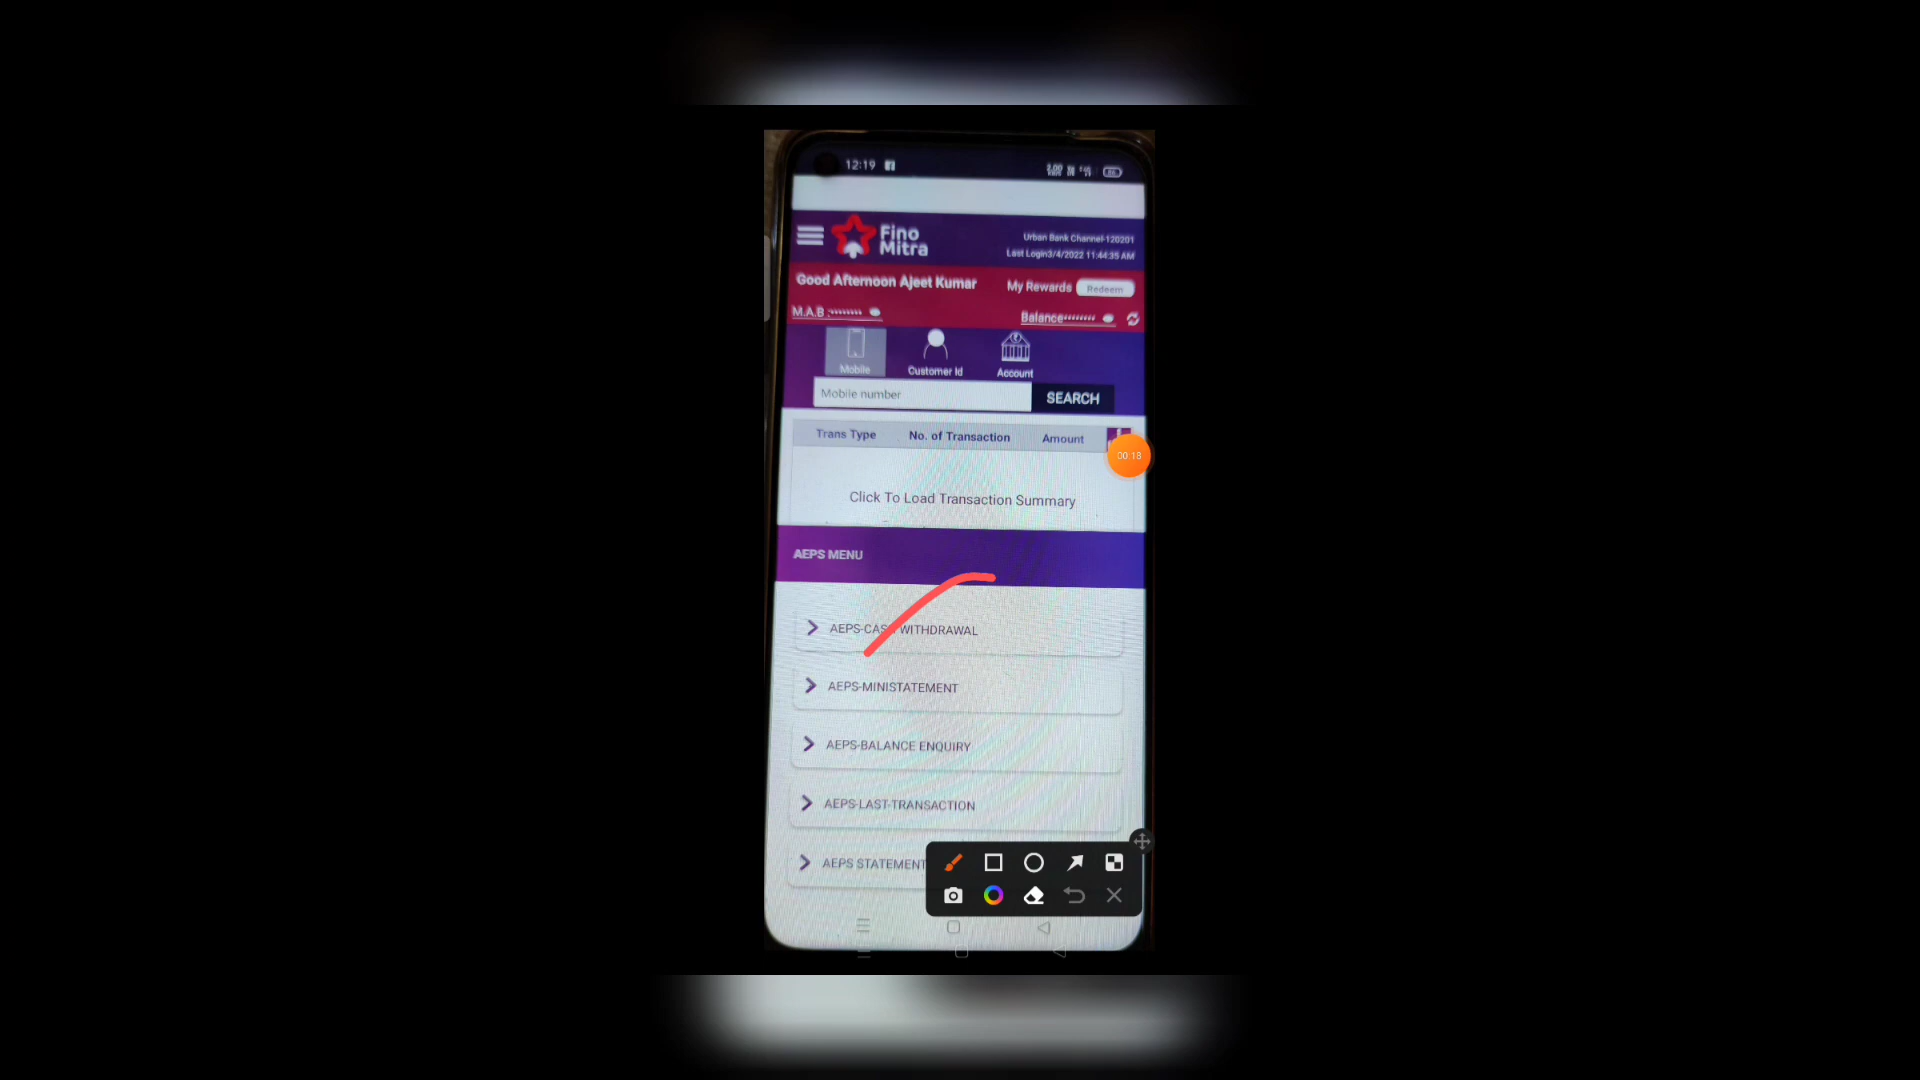 12:19
Fino
Mitra
Urban Bank Channel-120201
Last Login3/4/2022 11:44:35 AM
Good Afternoon Ajeet Kumar
My Rewards Redeem
M.A.B :••••••••
Balance••••••••
Mobile
Customer Id
Account
Mobile number
SEARCH
Trans Type
No. of Transaction
Amount
00:13
Click To Load Transaction Summary
AEPS MENU
AEPS-CASH WITHDRAWAL
AEPS-MINISTATEMENT
AEPS-BALANCE ENQUIRY
AEPS-LAST-TRANSACTION
AEPS STATEMENT